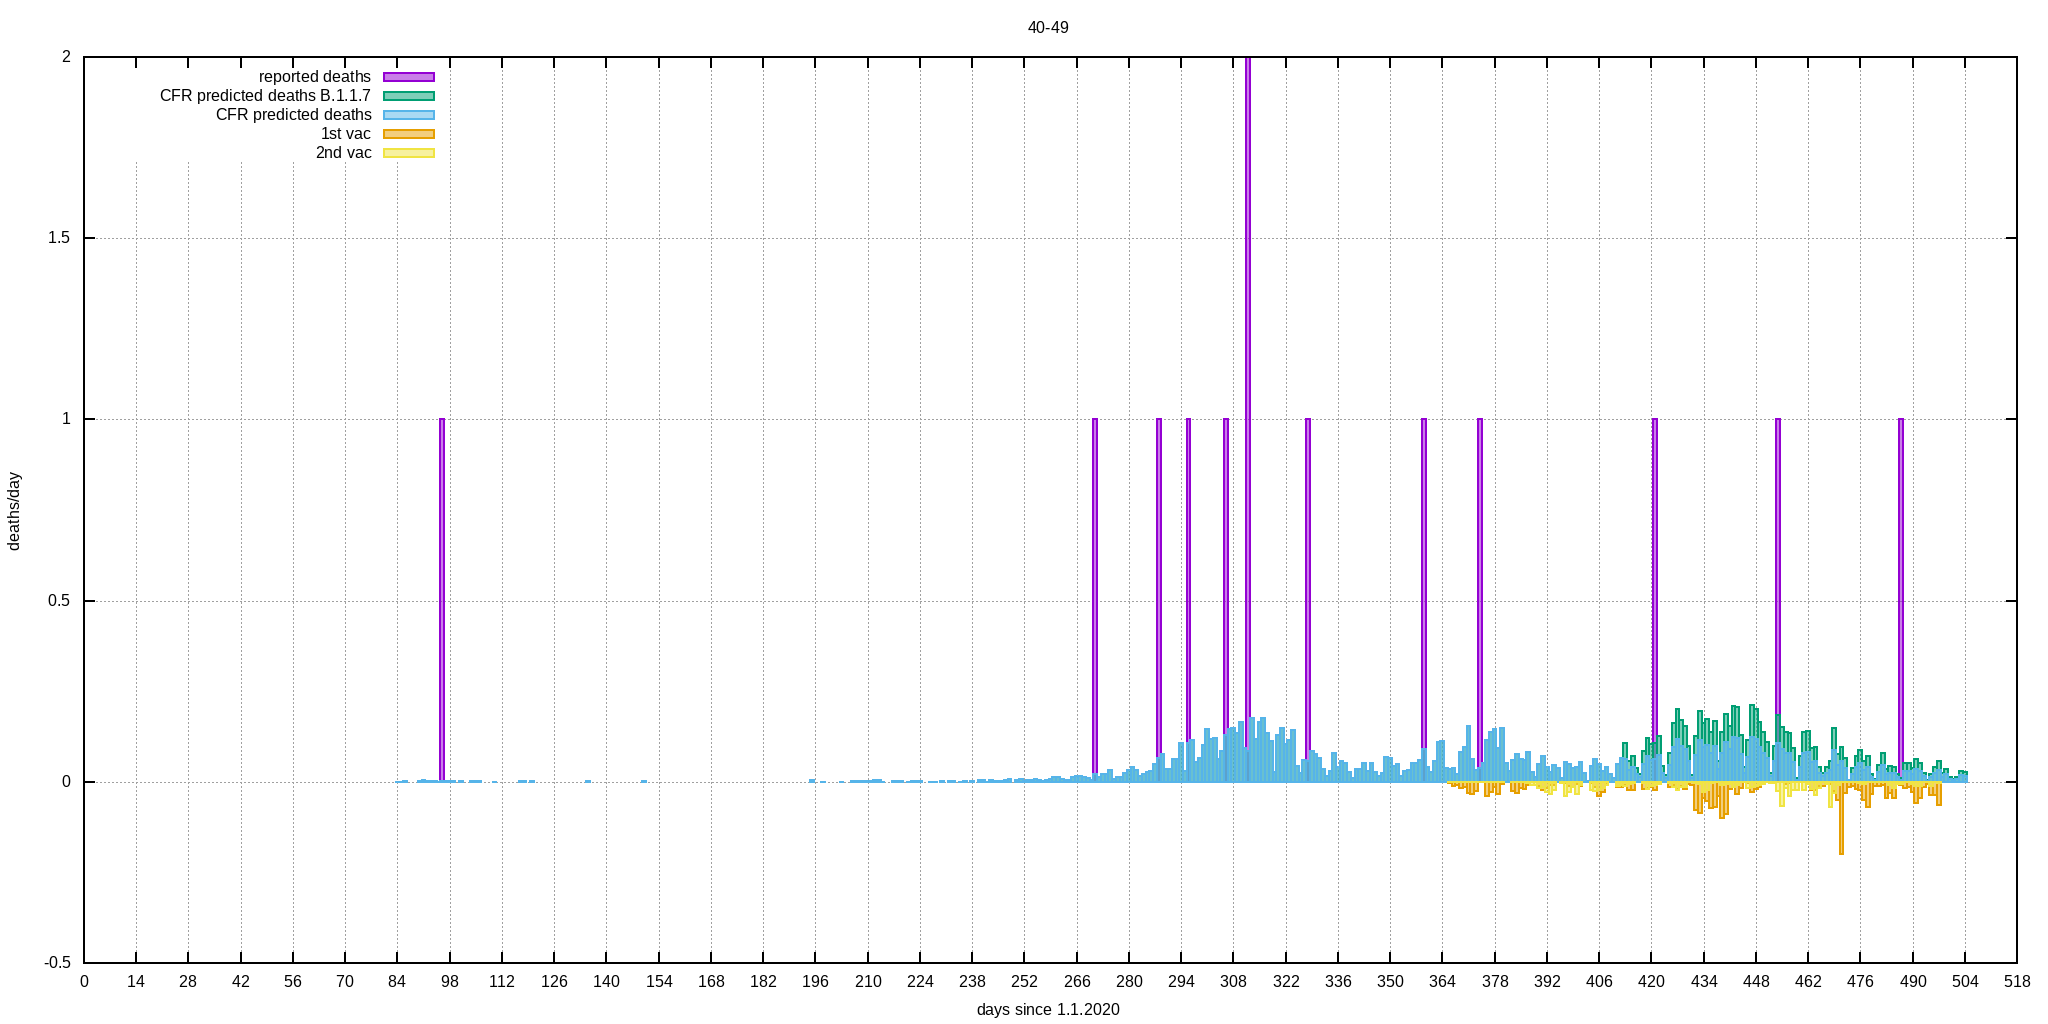 40-49
reported deaths
CFR predicted deaths B.1.1.7
CFR predicted deaths
1st vac
2nd vac
2
1.5
1
0.5
0
-0.5
deaths/day
0 14 28 42 56 70 84 98 112 126 140 154 168 182 196 210 224 238 252 266 280 294 308 322 336 350 364 378 392 406 420 434 448 462 476 490 504 518
days since 1.1.2020